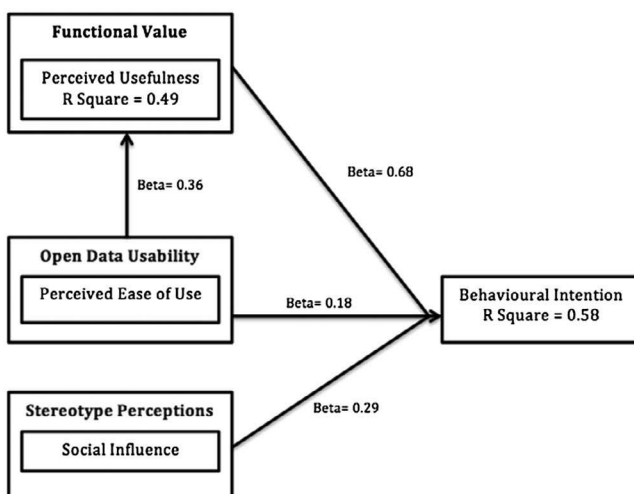 Functional Value
Perceived Usefulness
R Square = 0.49
Beta= 0.36
Beta= 0.68
Open Data Usability
Perceived Ease of Use
Beta= 0.18
Behavioural Intention
R Square = 0.58
Stereotype Perceptions
Social Influence
Beta= 0.29